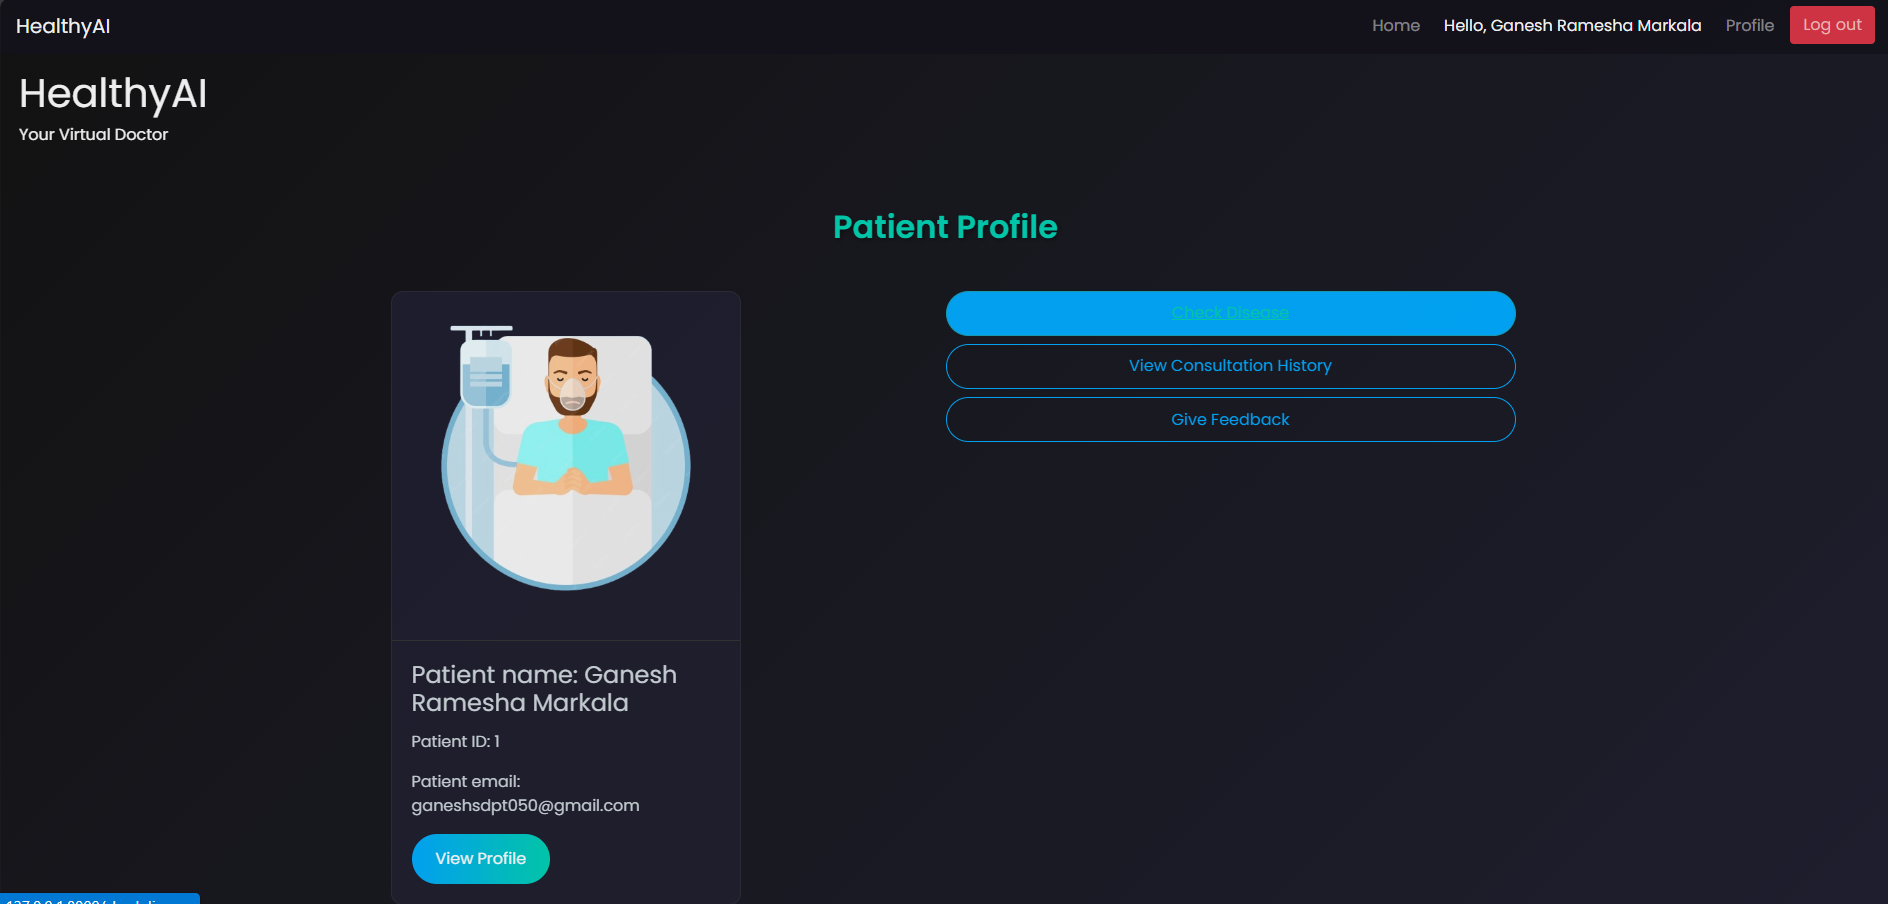 HealthyAI
Home
Hello, Ganesh Ramesha Markala
Profile
Log out
HealthyAI
Your Virtual Doctor
Patient Profile
Check Disease
View Consultation History
Give Feedback
Patient name: Ganesh
Ramesha Markala
Patient ID: 1
Patient email:
ganeshsdpt050@gmail.com
View Profile